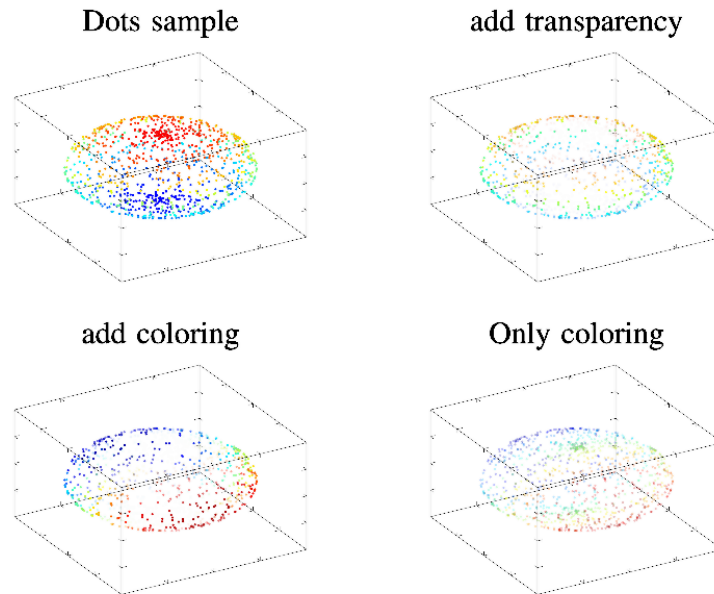 Dots sample
add transparency
add coloring
Only coloring